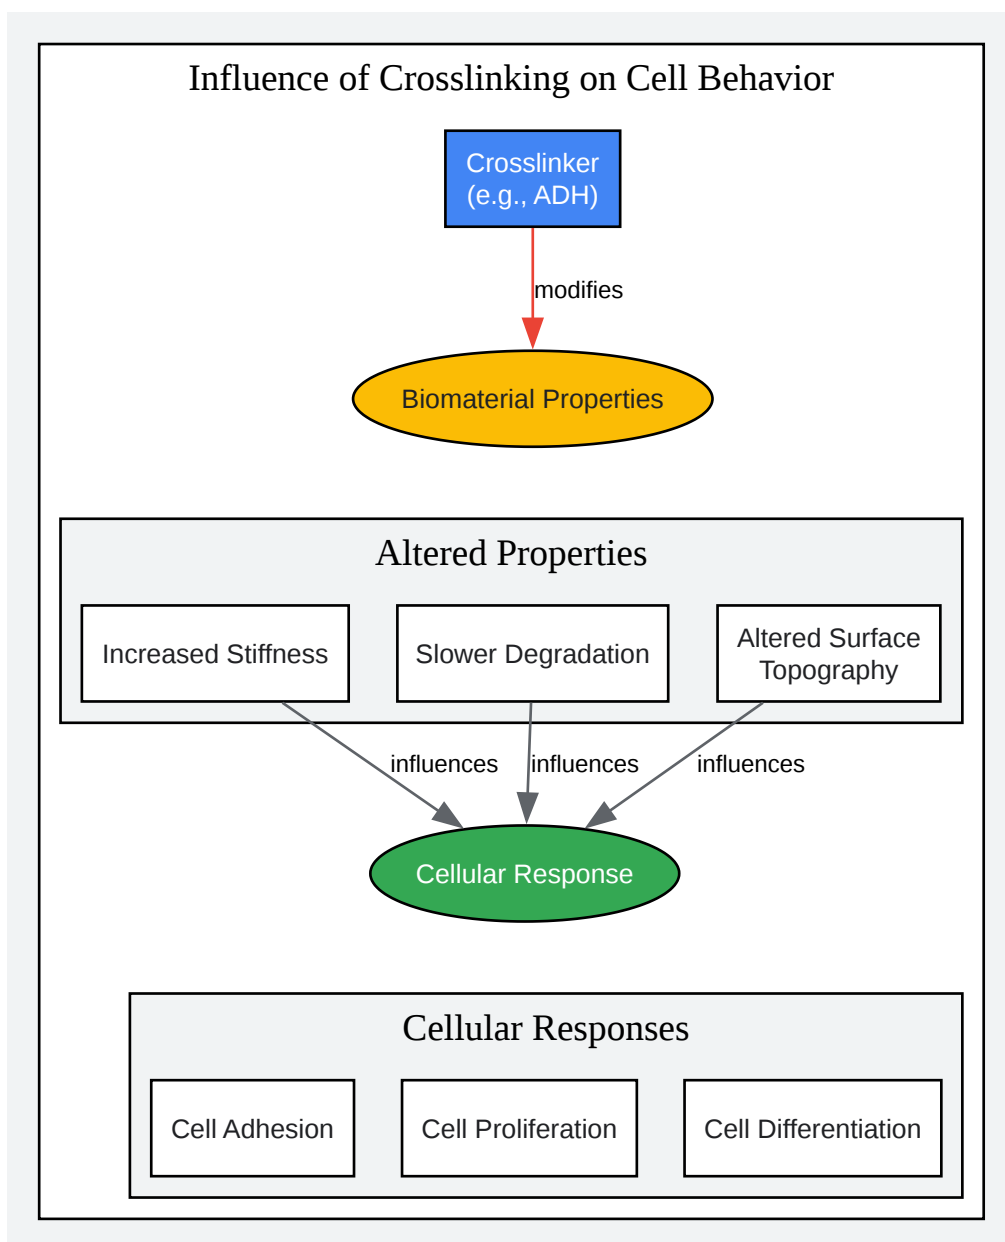 Influence of Crosslinking on Cell Behavior
Crosslinker
(e.g., ADH)
modifies
Biomaterial Properties
Altered Properties
Increased Stiffness
Slower Degradation
Altered Surface
Topography
influences
influences
influences
Cellular Response
Cellular Responses
Cell Adhesion
Cell Proliferation
Cell Differentiation